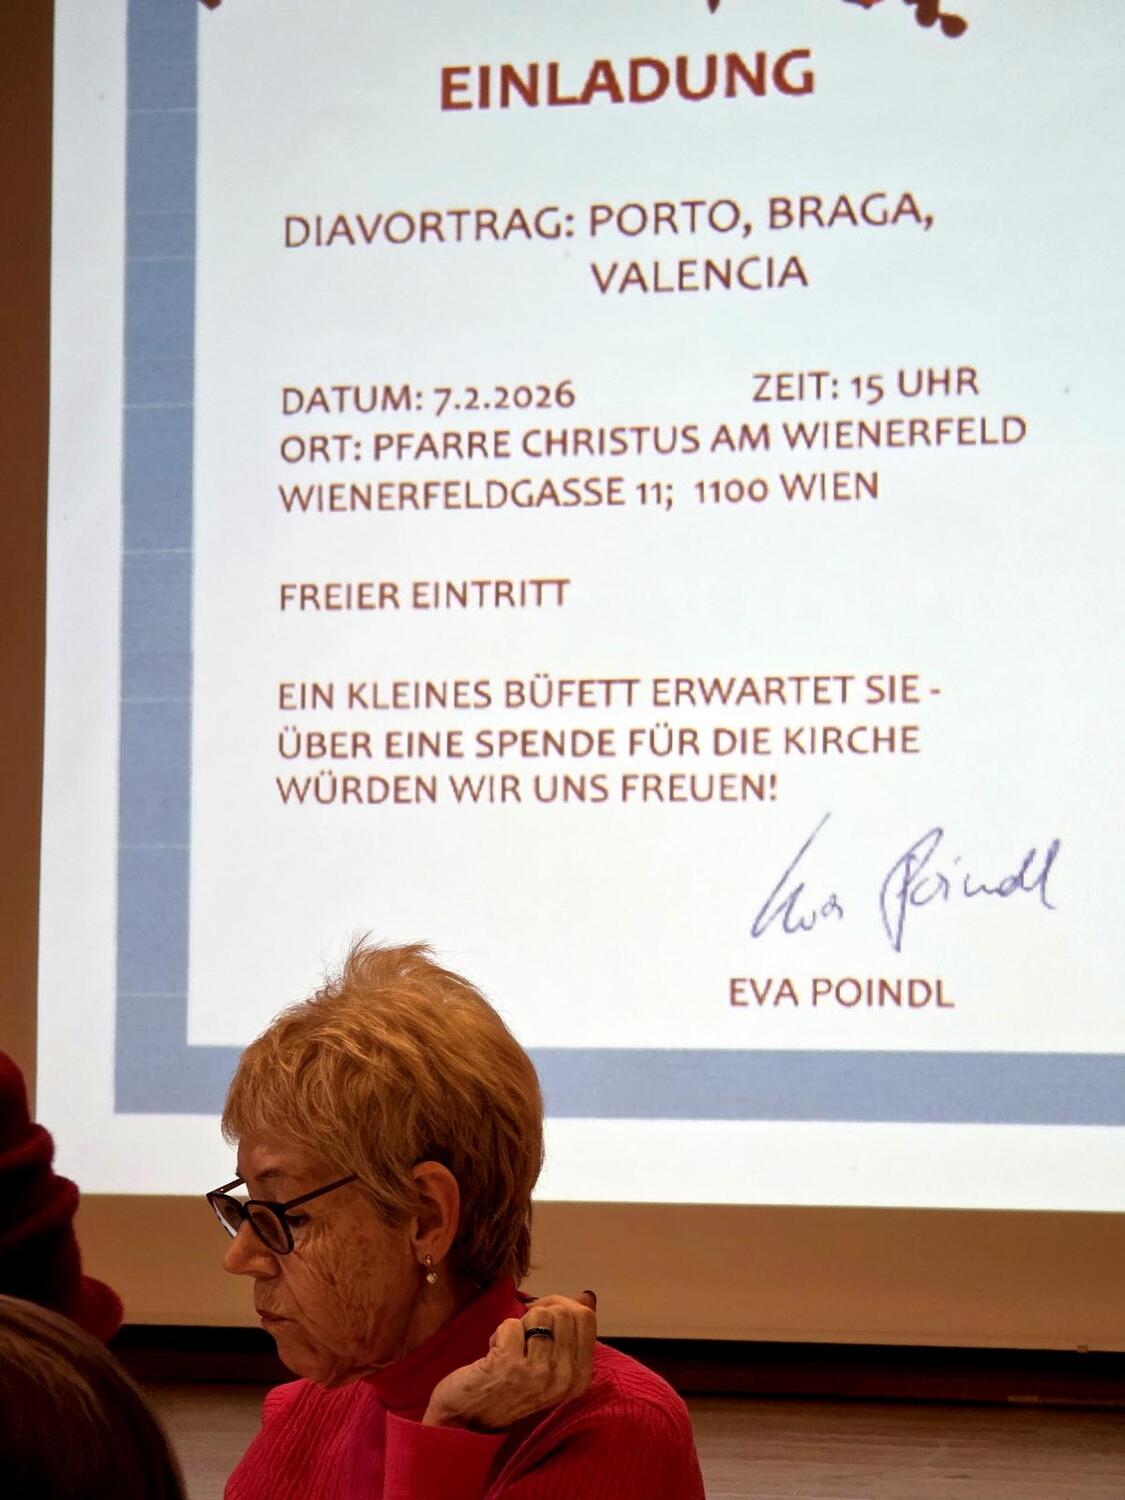 EINLADUNG
DIAVORTRAG: PORTO, BRAGA,
VALENCIA
DATUM: 7.2.2026 ZEIT: 15 UHR
ORT: PFARRE CHRISTUS AM WIENERFELD
WIENERFELDGASSE 11; 1100 WIEN
FREIER EINTRITT
EIN KLEINES BÜFETT ERWARTET SIE -
ÜBER EINE SPENDE FÜR DIE KIRCHE
WÜRDEN WIR UNS FREUEN!
Eva Poindl
EVA POINDL